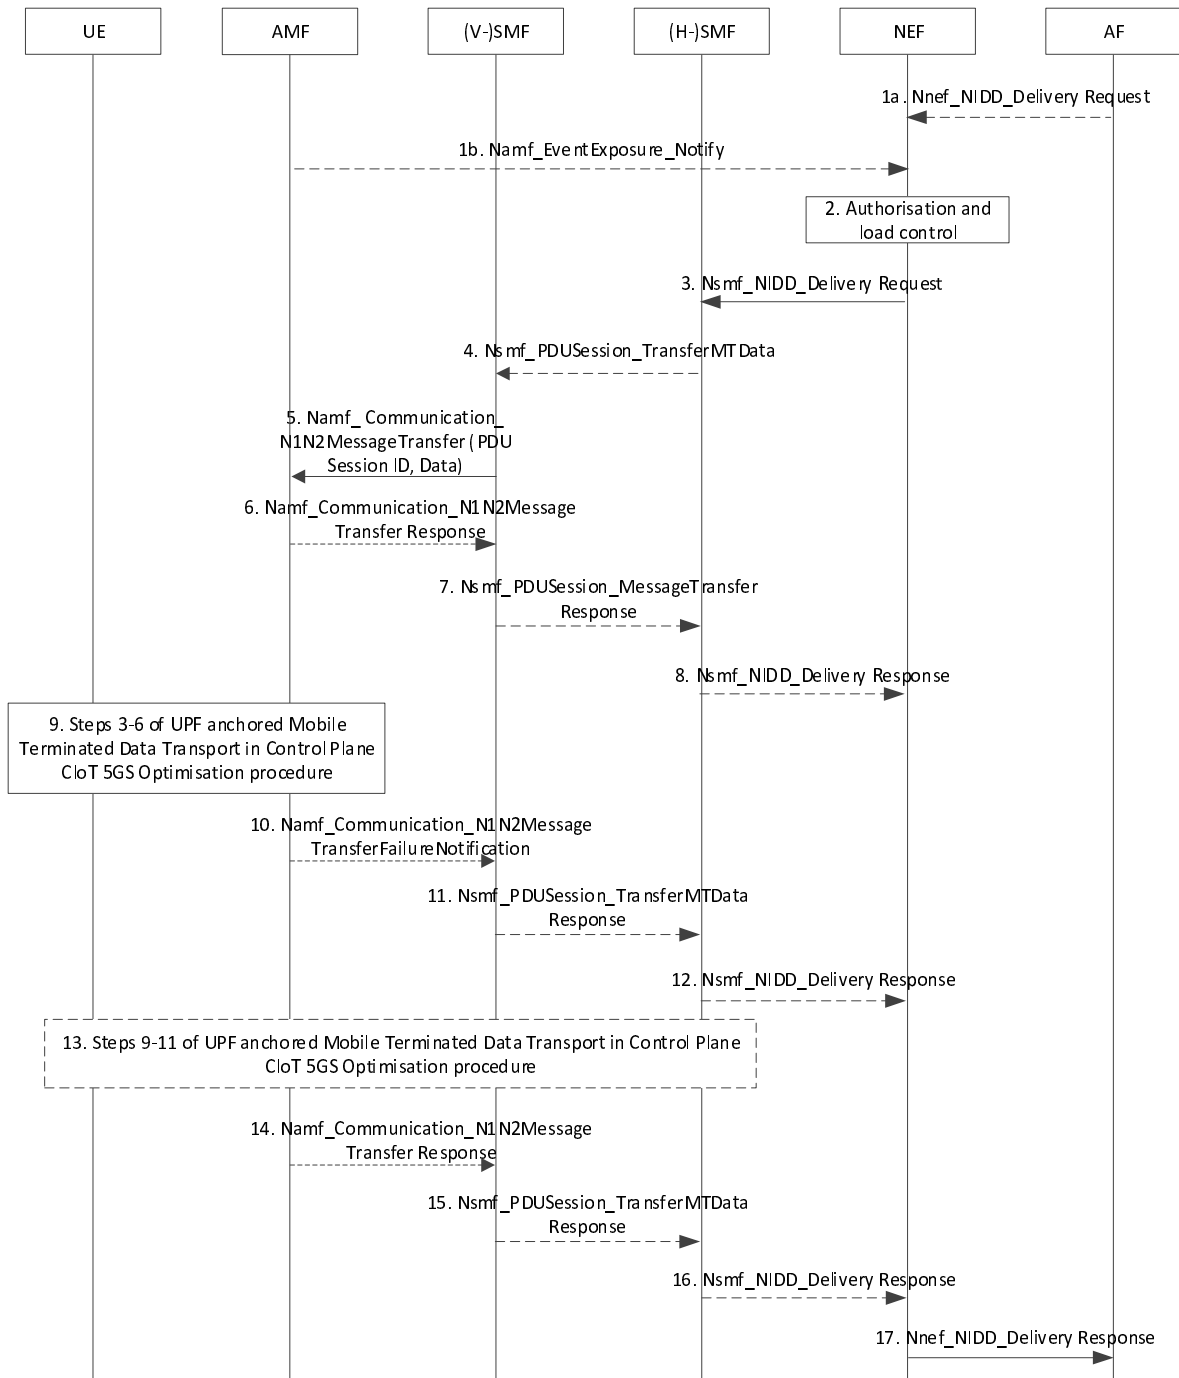 UE
AMF
(V-)SMF
(H-)SMF
NEF
AF
1a. Nnef_NIDD_Delivery Request
1b. Namf_EventExposure_Notify
2. Authorisation and
load control
3. Nsmf_NIDD_Delivery Request
4. Nsmf_PDUSession_TransferMTData
5. Namf_ Communication_
N1N2MessageTransfer (PDU
Session ID, Data)
6. Namf_Communication_N1N2Message
Transfer Response
7. Nsmf_PDUSession_MessageTransfer
Response
8. Nsmf_NIDD_Delivery Response
9. Steps 3-6 of UPF anchored Mobile
Terminated Data Transport in Control Plane
CIoT 5GS Optimisation procedure
10. Namf_Communication_N1N2Message
TransferFailureNotification
11. Nsmf_PDUSession_TransferMTData
Response
12. Nsmf_NIDD_Delivery Response
13. Steps 9-11 of UPF anchored Mobile Terminated Data Transport in Control Plane
CIoT 5GS Optimisation procedure
14. Namf_Communication_N1N2Message
Transfer Response
15. Nsmf_PDUSession_TransferMTData
Response
16. Nsmf_NIDD_Delivery Response
17. Nnef_NIDD_Delivery Response